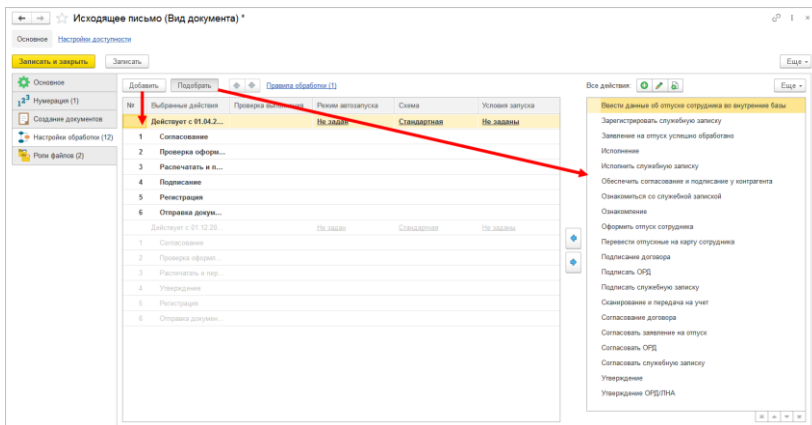 Исходящее письмо (Вид документа) *
Основное Настройки доступности
Записать и закрыть Записать Еще
Основное
Нумерация (1)
Создание документов
Настройки обработки (12)
Роли файлов (2)
Добавить Подобрать Правила обработки (1)
№ Выбранные действия Проверка выполнения Режим автозапуска Схема Условия запуска
Действует с 01.04.2... Не задан Стандартная Не заданы
1 Согласование
2 Проверка оформ...
3 Распечатать и п...
4 Подписание
5 Регистрация
6 Отправка докум...
Действует с 01.12.20... Не задан Стандартная Не заданы
1 Согласование
2 Проверка оформл...
3 Распечатать и пер...
4 Утверждение
5 Регистрация
6 Отправка докумен...
Все действия: Еще
Ввести данные об отпуске сотрудника во внутренние базы
Зарегистрировать служебную записку
Заявление на отпуск успешно обработано
Исполнение
Исполнить служебную записку
Обеспечить согласование и подписание у контрагента
Ознакомиться со служебной запиской
Ознакомление
Оформить отпуск сотрудника
Перевести отпускные на карту сотрудника
Подписание договора
Подписать ОРД
Подписать служебную записку
Сканирование и передача на учет
Согласование договора
Согласовать заявление на отпуск
Согласовать ОРД
Согласовать служебную записку
Утверждение
Утверждение ОРД/ЛНА